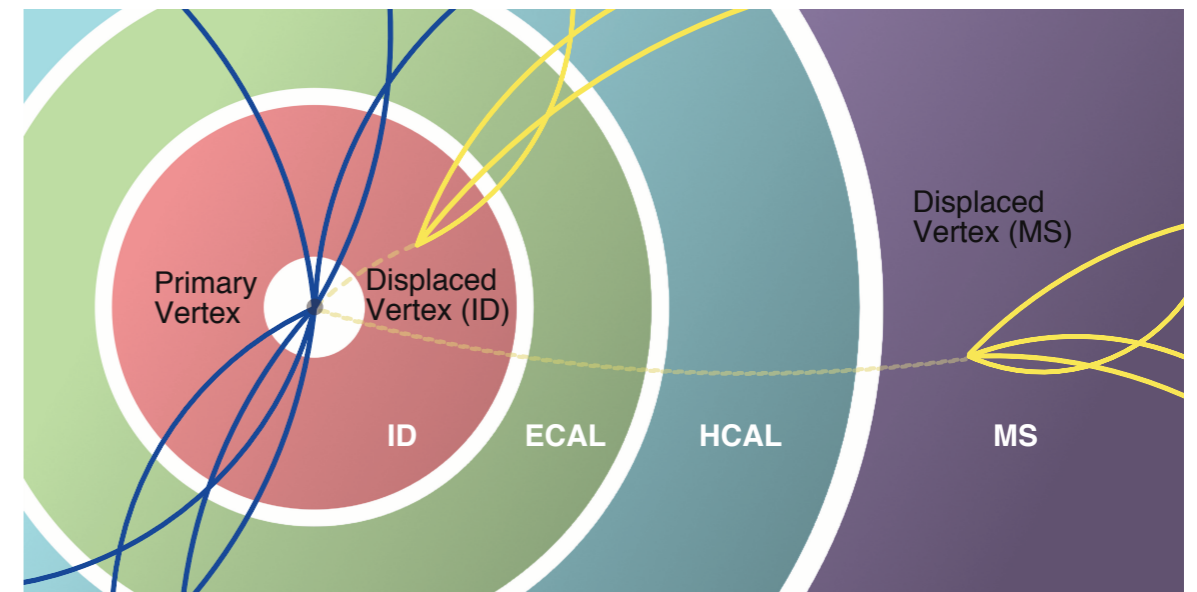 Displaced
Vertex (MS)
Primary
Vertex
Displaced
Vertex (ID)
ID
ECAL
HCAL
MS